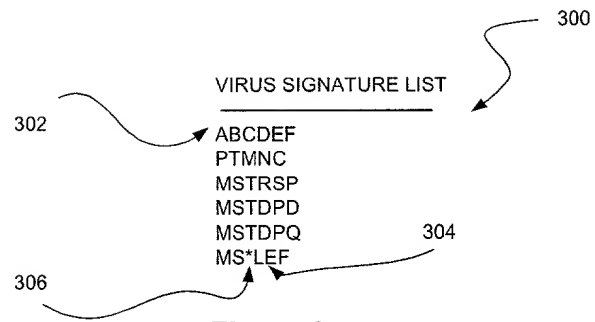 300
VIRUS SIGNATURE LIST
302
ABCDEF
PTMNC
MSTRSP
MSTDPD
MSTDPQ
MS*LEF
304
306